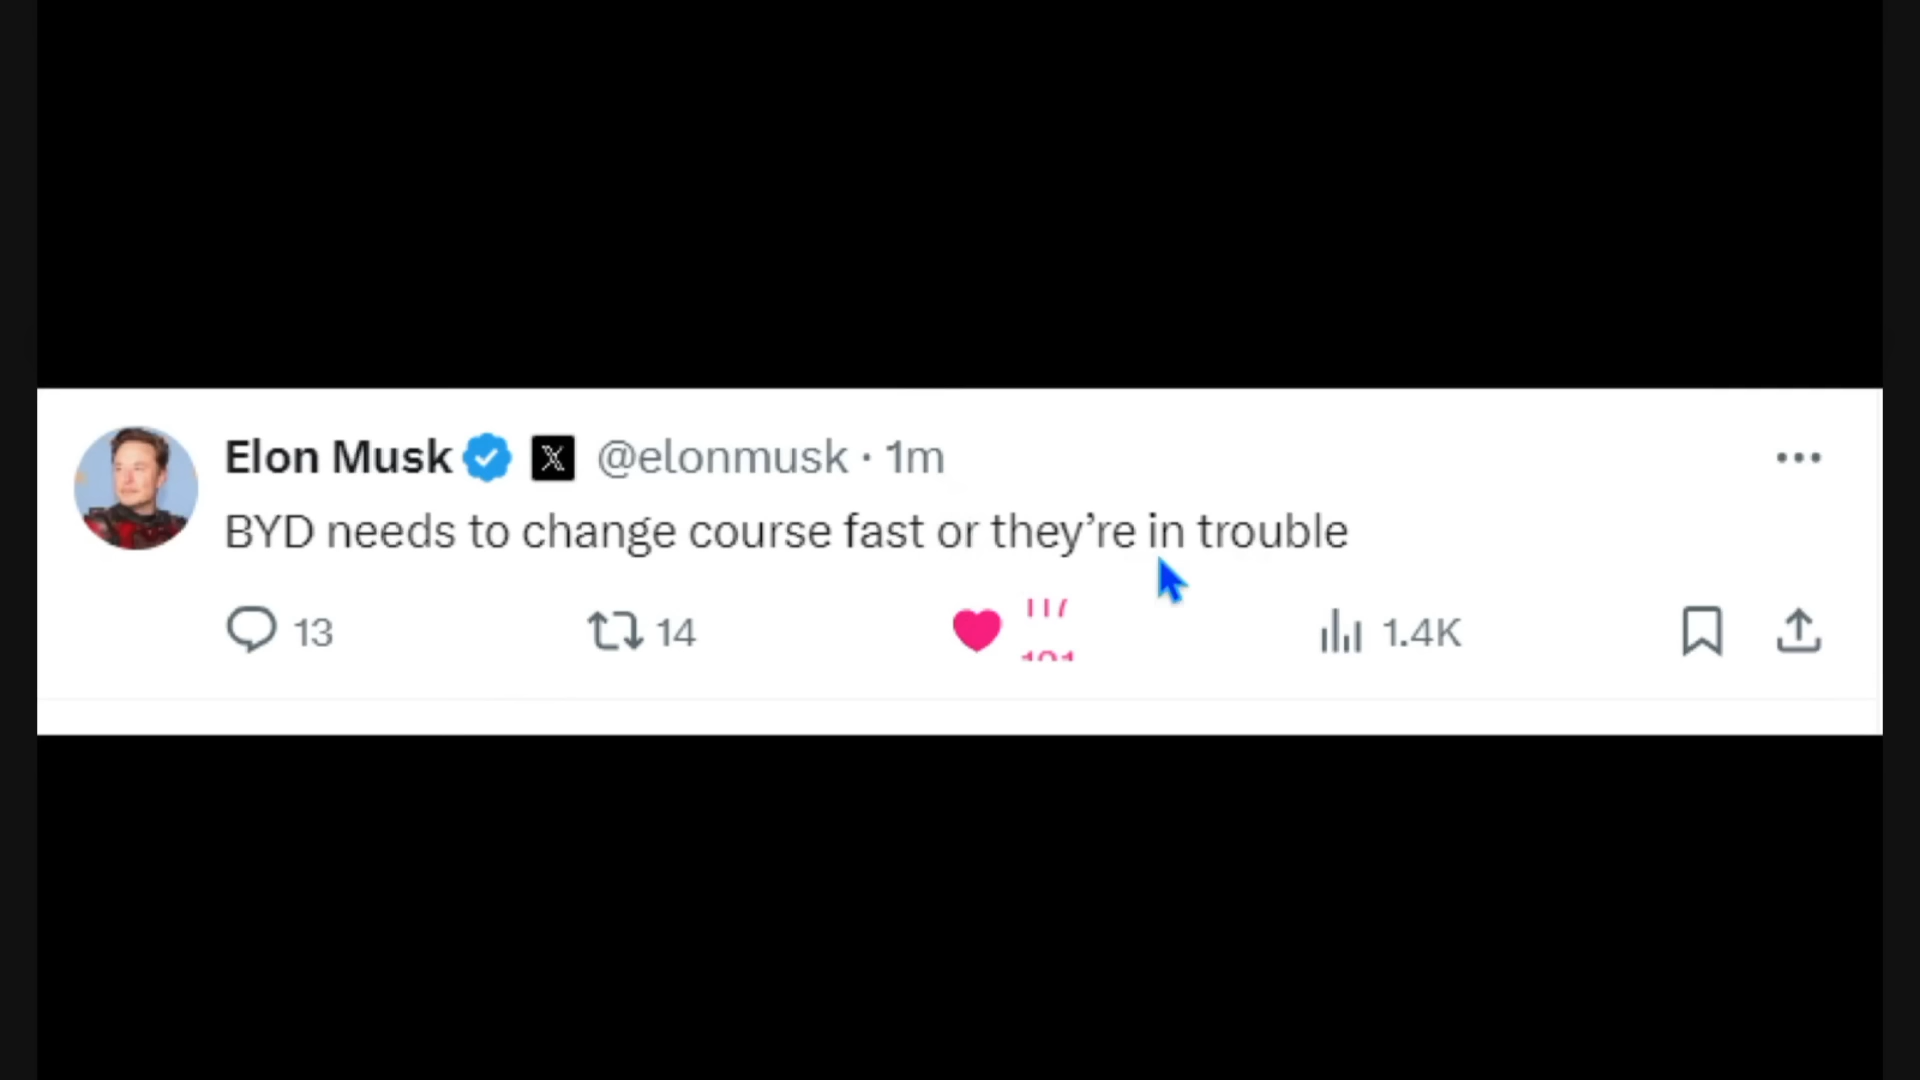 Elon Musk @elonmusk · 1m
BYD needs to change course fast or they’re in trouble
13 14 1.4K